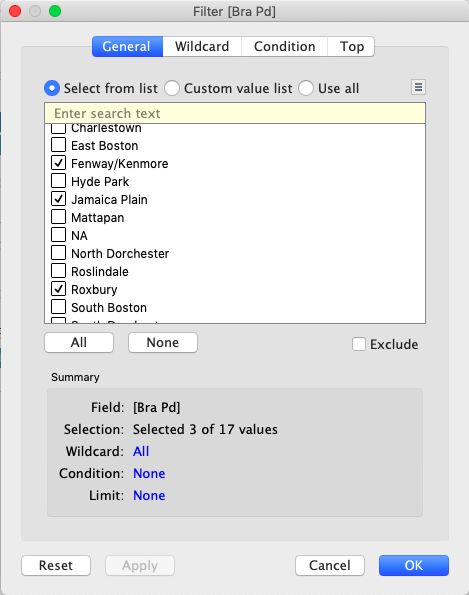 Filter [Bra Pd]
General Wildcard Condition Top
Select from list Custom value list Use all
Enter search text
Charlestown
East Boston
Fenway/Kenmore
Hyde Park
Jamaica Plain
Mattapan
NA
North Dorchester
Roslindale
Roxbury
South Boston
South Dorchester
All None Exclude
Summary
Field: [Bra Pd]
Selection: Selected 3 of 17 values
Wildcard: All
Condition: None
Limit: None
Reset Apply Cancel OK